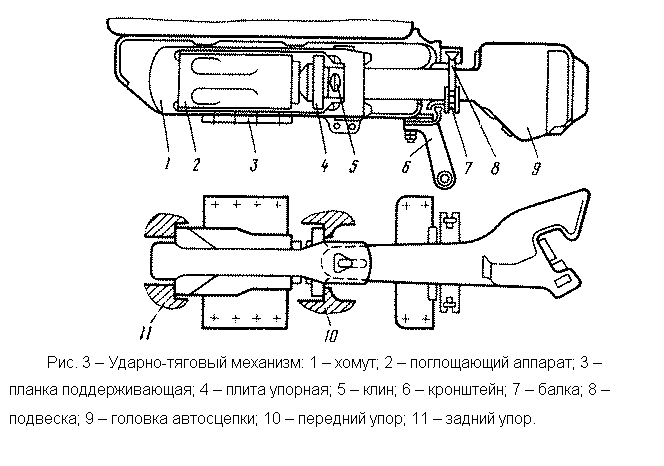 1 2 3 4 5 6 7 8 9
11 10
Рис. 3 – Ударно-тяговый механизм: 1 – хомут; 2 – поглощающий аппарат; 3 –
планка поддерживающая; 4 – плита упорная; 5 – клин; 6 – кронштейн; 7 – балка; 8 –
подвеска; 9 – головка автосцепки; 10 – передний упор; 11 – задний упор.